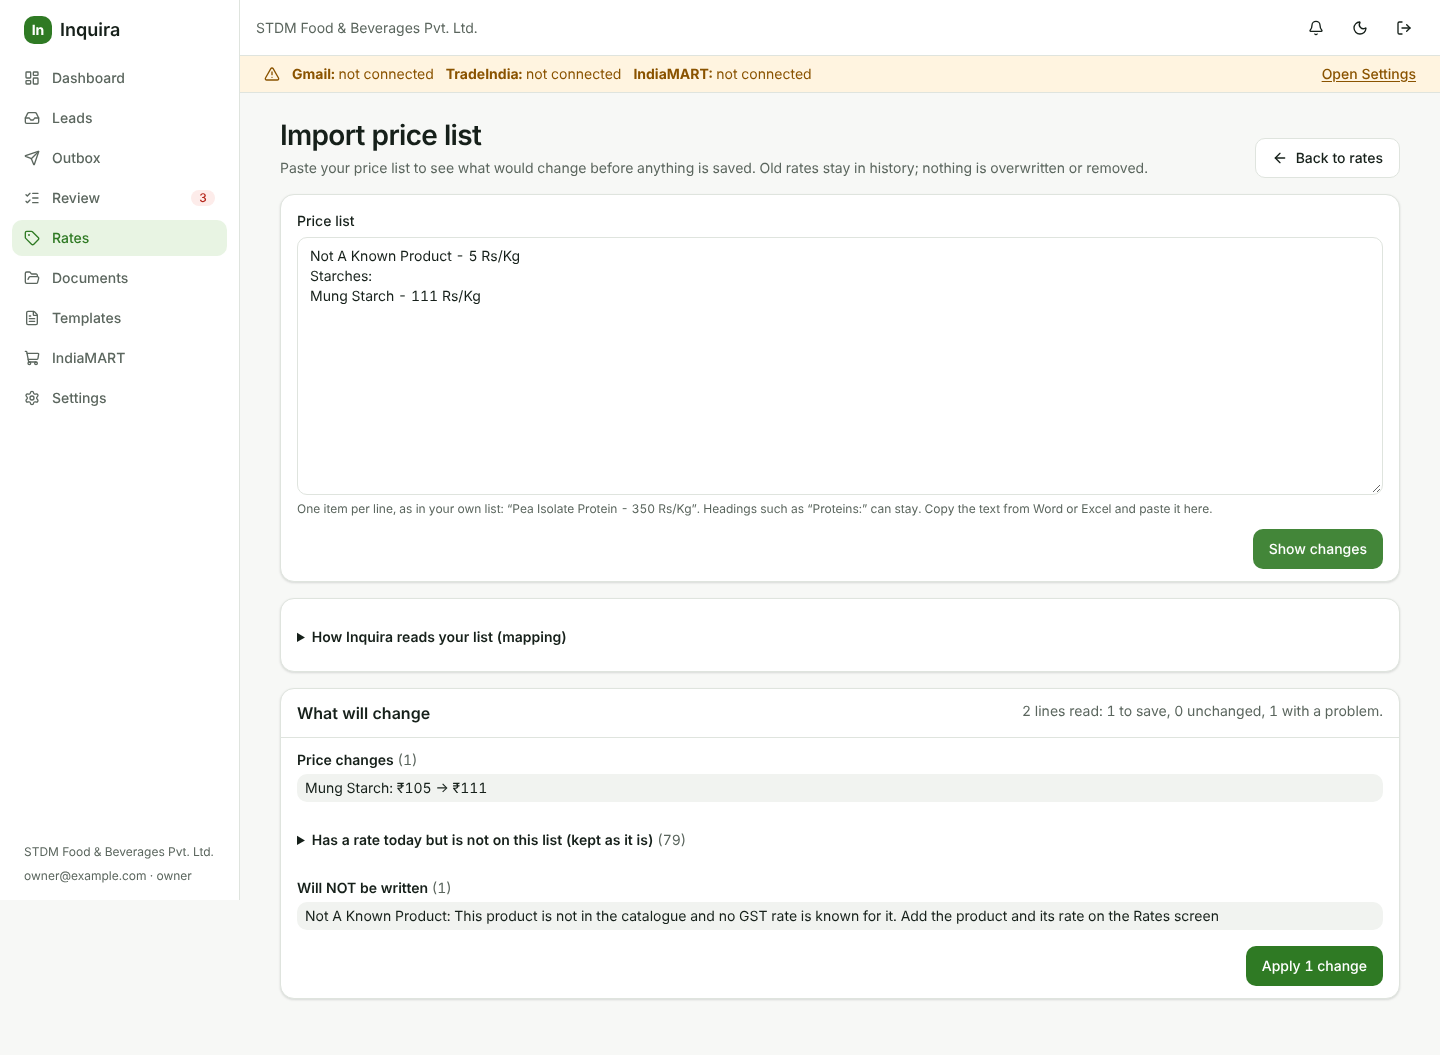 In Inquira
STDM Food & Beverages Pvt. Ltd.
Gmail: not connected TradeIndia: not connected IndiaMART: not connected Open Settings
Dashboard
Leads
Outbox
Review 3
Rates
Documents
Templates
IndiaMART
Settings
STDM Food & Beverages Pvt. Ltd.
owner@example.com · owner
Import price list
Paste your price list to see what would change before anything is saved. Old rates stay in history; nothing is overwritten or removed.
Back to rates
Price list
Not A Known Product - 5 Rs/Kg
Starches:
Mung Starch - 111 Rs/Kg
One item per line, as in your own list: “Pea Isolate Protein - 350 Rs/Kg”. Headings such as “Proteins:” can stay. Copy the text from Word or Excel and paste it here.
Show changes
How Inquira reads your list (mapping)
What will change
2 lines read: 1 to save, 0 unchanged, 1 with a problem.
Price changes (1)
Mung Starch: ₹105 → ₹111
Has a rate today but is not on this list (kept as it is) (79)
Will NOT be written (1)
Not A Known Product: This product is not in the catalogue and no GST rate is known for it. Add the product and its rate on the Rates screen
Apply 1 change